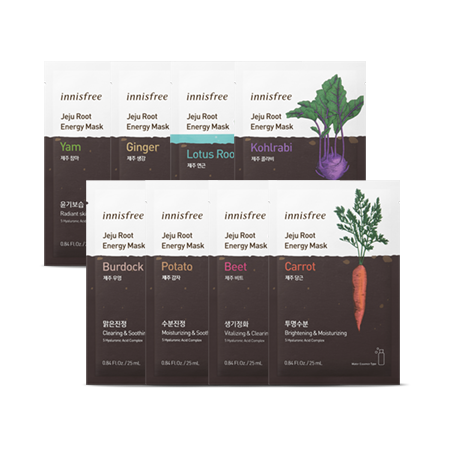 innisfree
Jeju Root
Energy Mask
Yam
제주 참마
윤기보습
Radiant
0.84 Fl.Oz. / 25
innisfree
Jeju Root
Energy Mask
Ginger
제주 생강
innisfree
Jeju Root
Energy Mask
Lotus Roo
제주 연근
innisfree
Jeju Root
Energy Mask
Kohlrabi
제주 콜라비
innisfree
Jeju Root
Energy Mask
Burdock
제주 우엉
맑은진정
Clearing & Soothin
5 Hyaluronic Acid Complex
0.84 Fl.Oz. / 25 mL
innisfree
Jeju Root
Energy Mask
Potato
제주 감자
수분진정
Moisturizing & Sooth
5 Hyaluronic Acid Complex
0.84 Fl.Oz. / 25 mL
innisfree
Jeju Root
Energy Mask
Beet
제주 비트
생기정화
Vitalizing & Clearin
5 Hyaluronic Acid Complex
0.84 Fl.Oz. / 25 mL
innisfree
Jeju Root
Energy Mask
Carrot
제주 당근
투명수분
Brightening & Moisturizing
5 Hyaluronic Acid Complex
0.84 Fl.Oz. / 25 mL